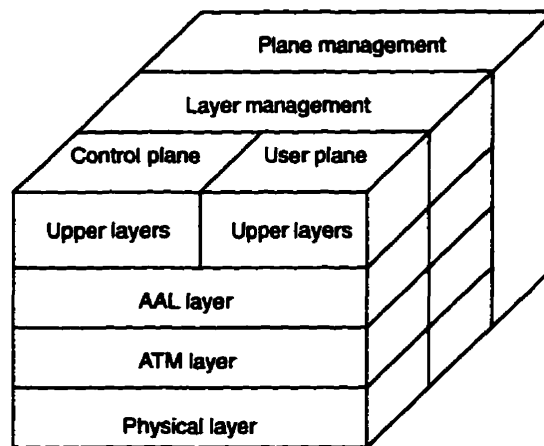 Plane management
Layer management
Control plane
User plane
Upper layers
Upper layers
AAL layer
ATM layer
Physical layer